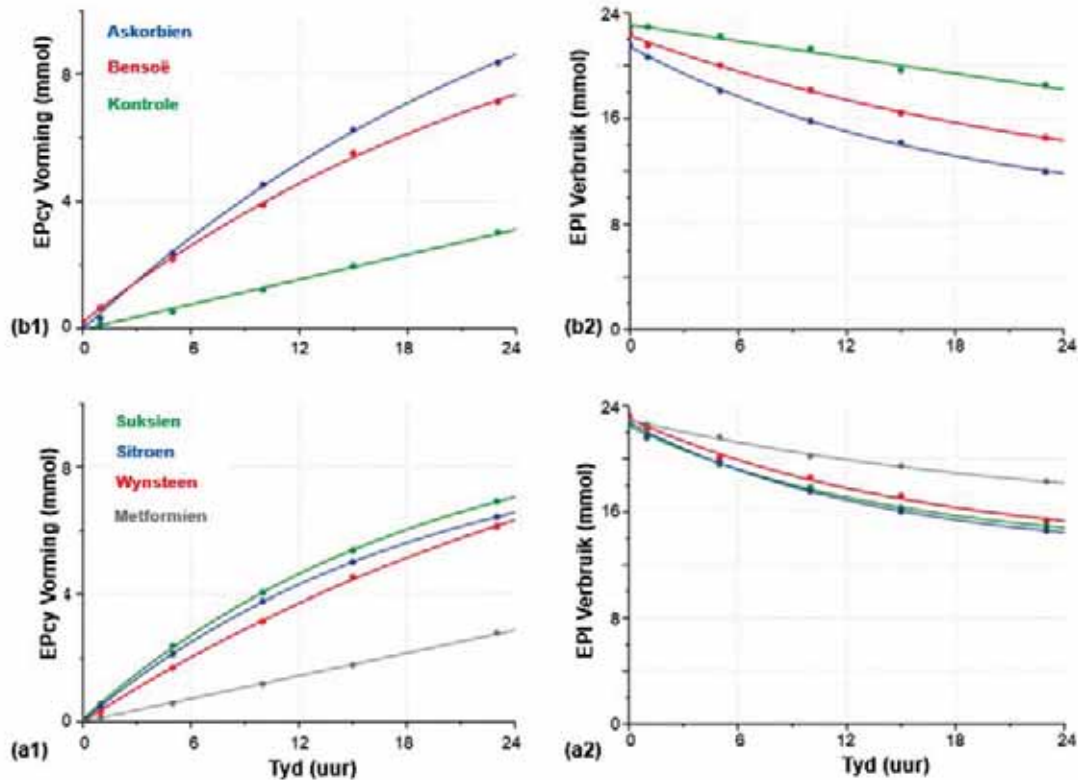 EPcy Vorming (mmol)
8
4
0
Askorbien
Bensoë
Kontrole
(b1)
0 6 12 18 24
EPI Verbruik (mmol)
24
16
8
0
(b2)
0 6 12 18 24
EPcy Vorming (mmol)
8
4
0
Suksien
Sitroen
Wynsteen
Metformien
(a1)
0 6 12 18 24
Tyd (uur)
EPI Verbruik (mmol)
24
16
8
0
(a2)
0 6 12 18 24
Tyd (uur)